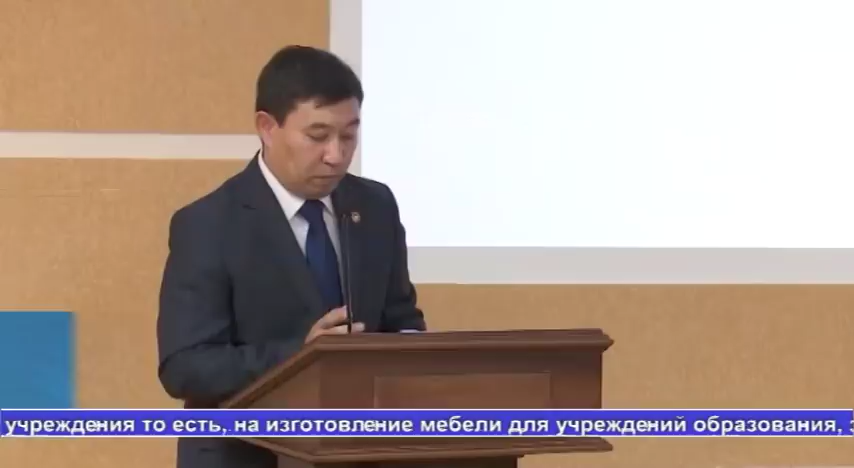 учреждения то есть, на изготовление мебели для учреждений образования,